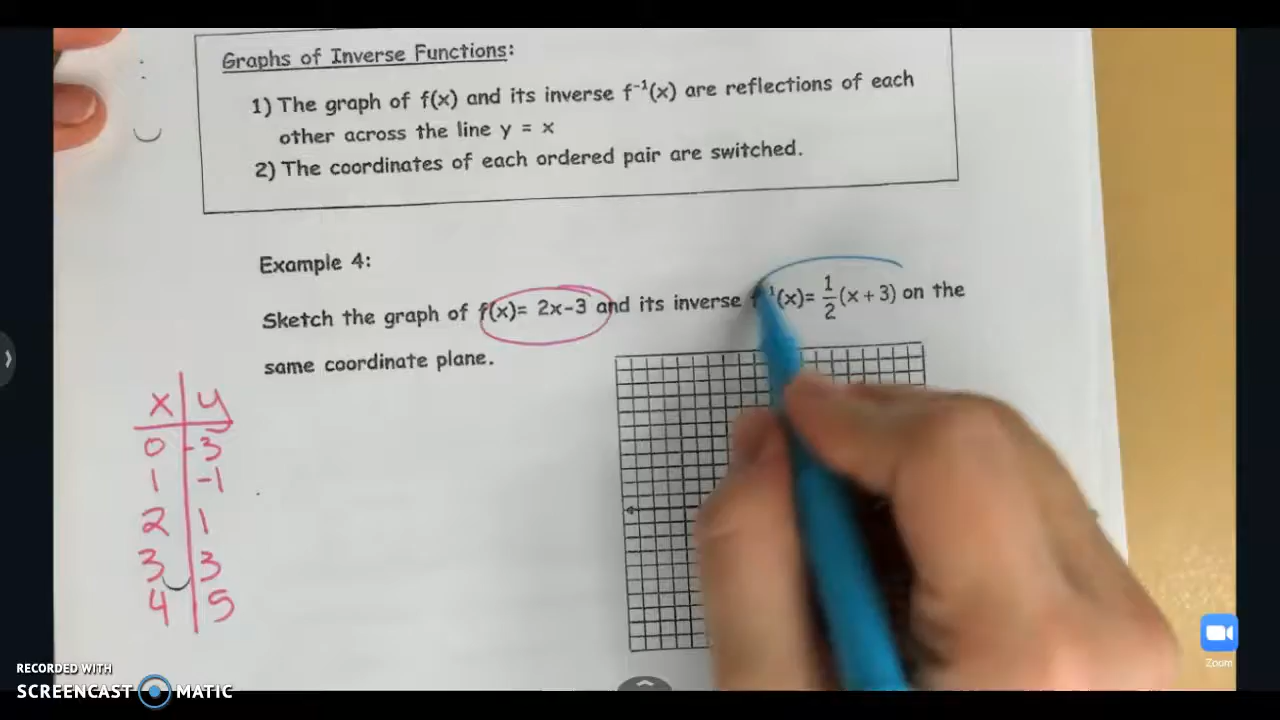 Graphs of Inverse Functions:
1) The graph of f(x) and its inverse f⁻¹(x) are reflections of each
other across the line y = x
2) The coordinates of each ordered pair are switched.
Example 4:
Sketch the graph of f(x)= 2x-3 and its inverse f⁻¹(x)= 1/2(x+3) on the
same coordinate plane.
x y
0 -3
1 -1
2 1
3 3
4 5
Zoom
RECORDED WITH
SCREENCAST MATIC